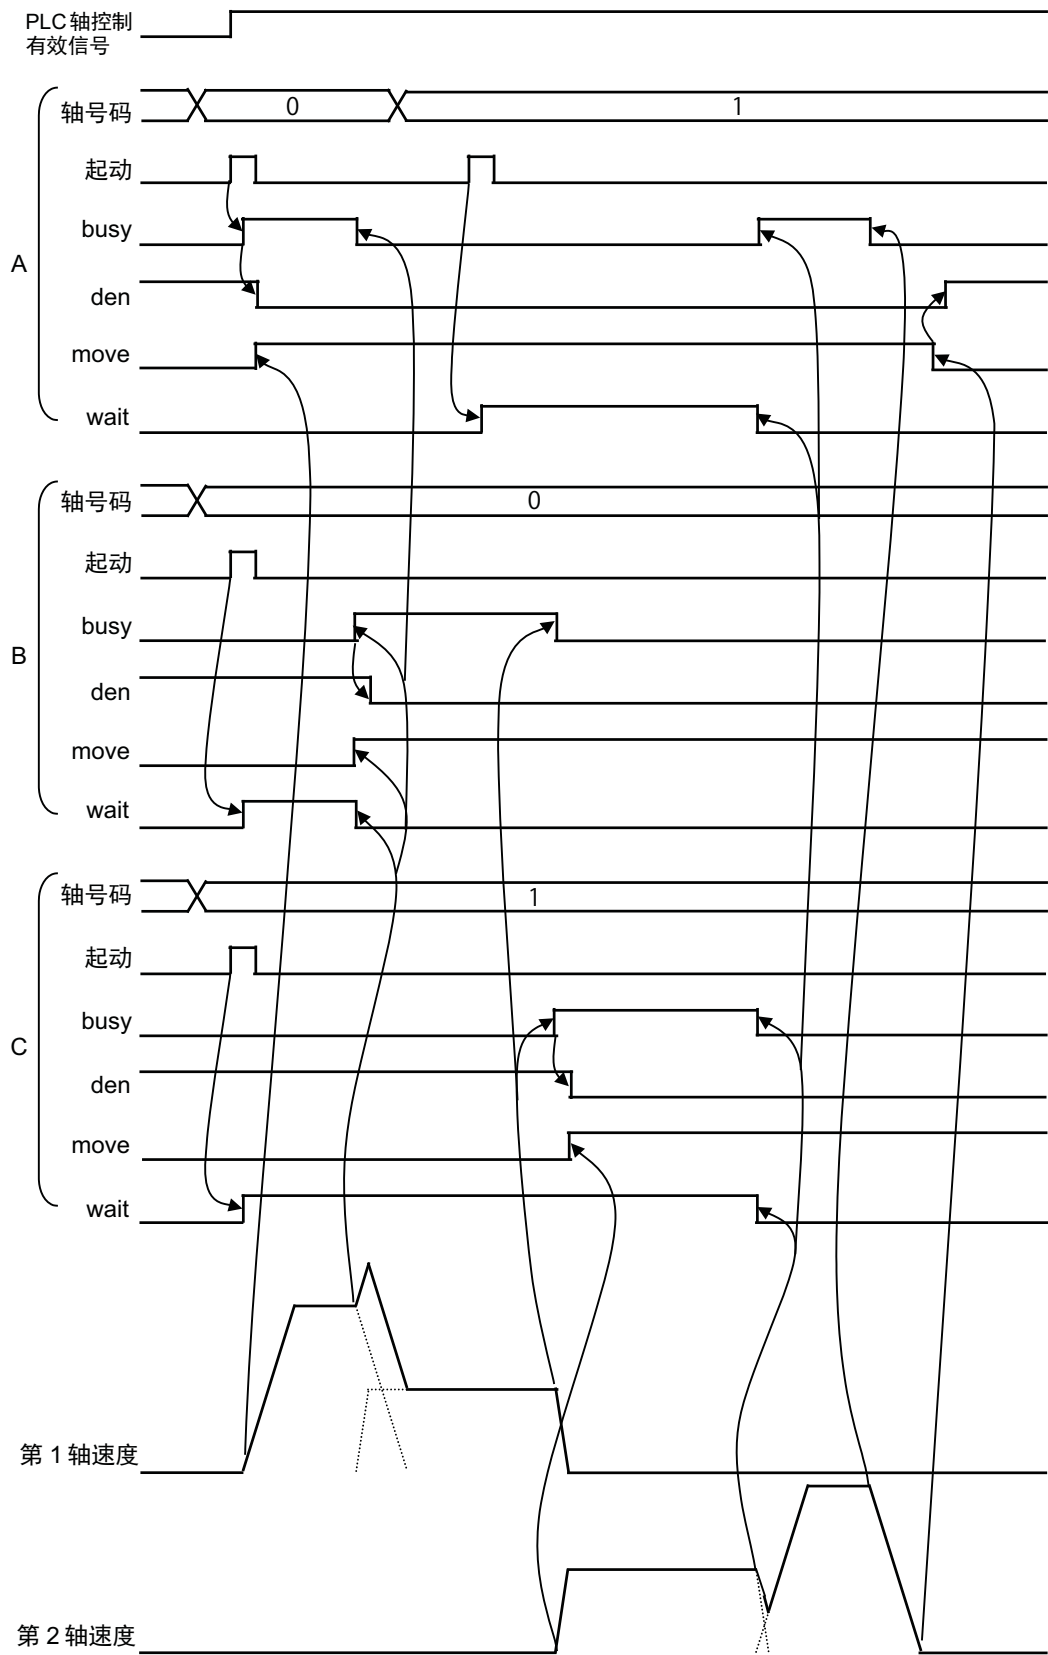 PLC 轴控制
有效信号
轴号码 0 1
起动
busy
A
den
move
wait
轴号码 0
起动
busy
B
den
move
wait
轴号码 1
起动
busy
C
den
move
wait
第 1 轴速度
第 2 轴速度